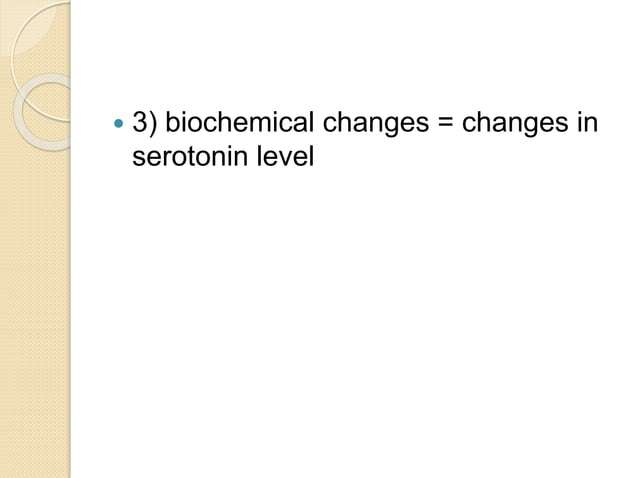 3) biochemical changes = changes in
serotonin level